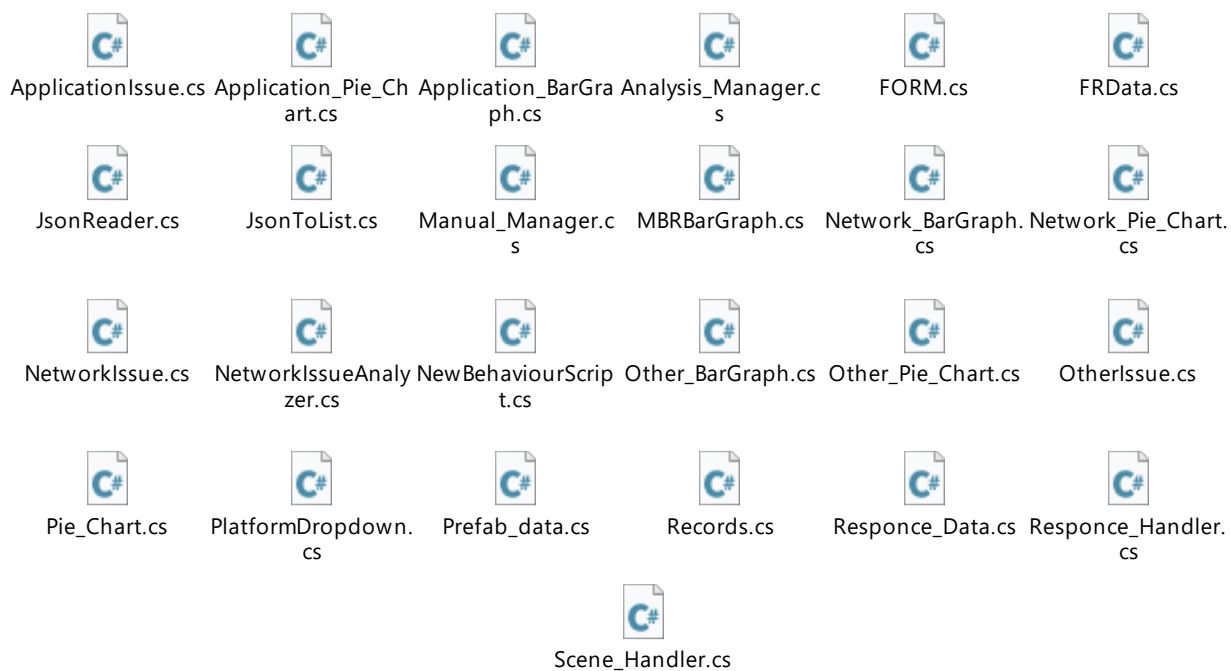 C#
C#
C#
C#
C#
C#
ApplicationIssue.cs Application_Pie_Ch Application_BarGra Analysis_Manager.c FORM.cs FRData.cs
art.cs ph.cs s
C#
C#
C#
C#
C#
C#
JsonReader.cs JsonToList.cs Manual_Manager.c MBRBarGraph.cs Network_BarGraph. Network_Pie_Chart.
s cs cs
C#
C#
C#
C#
C#
C#
NetworkIssue.cs NetworkIssueAnaly NewBehaviourScrip Other_BarGraph.cs Other_Pie_Chart.cs OtherIssue.cs
zer.cs t.cs
C#
C#
C#
C#
C#
C#
Pie_Chart.cs PlatformDropdown. Prefab_data.cs Records.cs Responce_Data.cs Responce_Handler.
cs cs
C#
Scene_Handler.cs